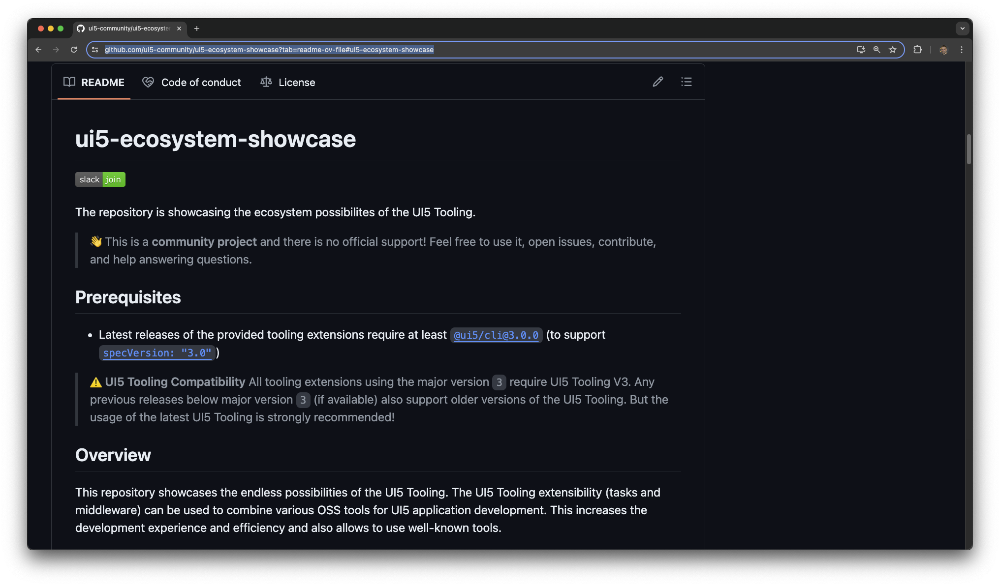 ui5-community/ui5-ecosyste
github.com/ui5-community/ui5-ecosystem-showcase?tab=readme-ov-file#ui5-ecosystem-showcase
README Code of conduct License
ui5-ecosystem-showcase
slack join
The repository is showcasing the ecosystem possibilites of the UI5 Tooling.
👋 This is a community project and there is no official support! Feel free to use it, open issues, contribute,
and help answering questions.
Prerequisites
• Latest releases of the provided tooling extensions require at least @ui5/cli@3.0.0 (to support
specVersion: "3.0")
⚠️ UI5 Tooling Compatibility All tooling extensions using the major version 3 require UI5 Tooling V3. Any
previous releases below major version 3 (if available) also support older versions of the UI5 Tooling. But the
usage of the latest UI5 Tooling is strongly recommended!
Overview
This repository showcases the endless possibilities of the UI5 Tooling. The UI5 Tooling extensibility (tasks and
middleware) can be used to combine various OSS tools for UI5 application development. This increases the
development experience and efficiency and also allows to use well-known tools.